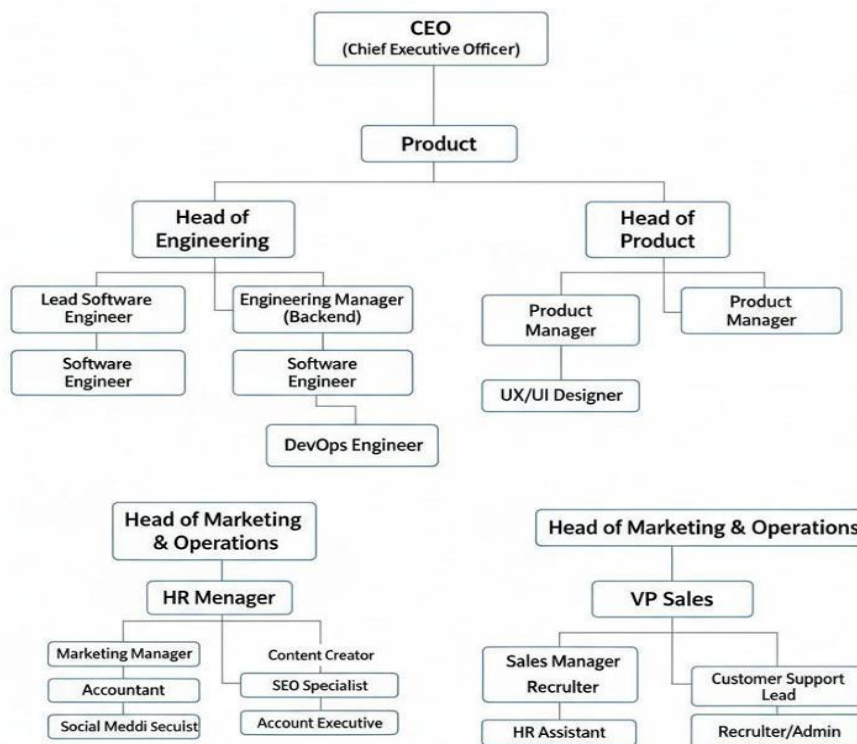 CEO
(Chief Executive Officer)
Product
Head of
Engineering
Head of
Product
Lead Software
Engineer
Engineering Manager
(Backend)
Product
Manager
Product
Manager
Software
Engineer
Software
Engineer
UX/UI Designer
DevOps Engineer
Head of Marketing
& Operations
Head of Marketing & Operations
HR Menager
VP Sales
Marketing Manager
Content Creator
Sales Manager
Recrulter
Customer Support
Lead
Accountant
SEO Specialist
Social Meddi Secuist
Account Executive
HR Assistant
Recrulter/Admin